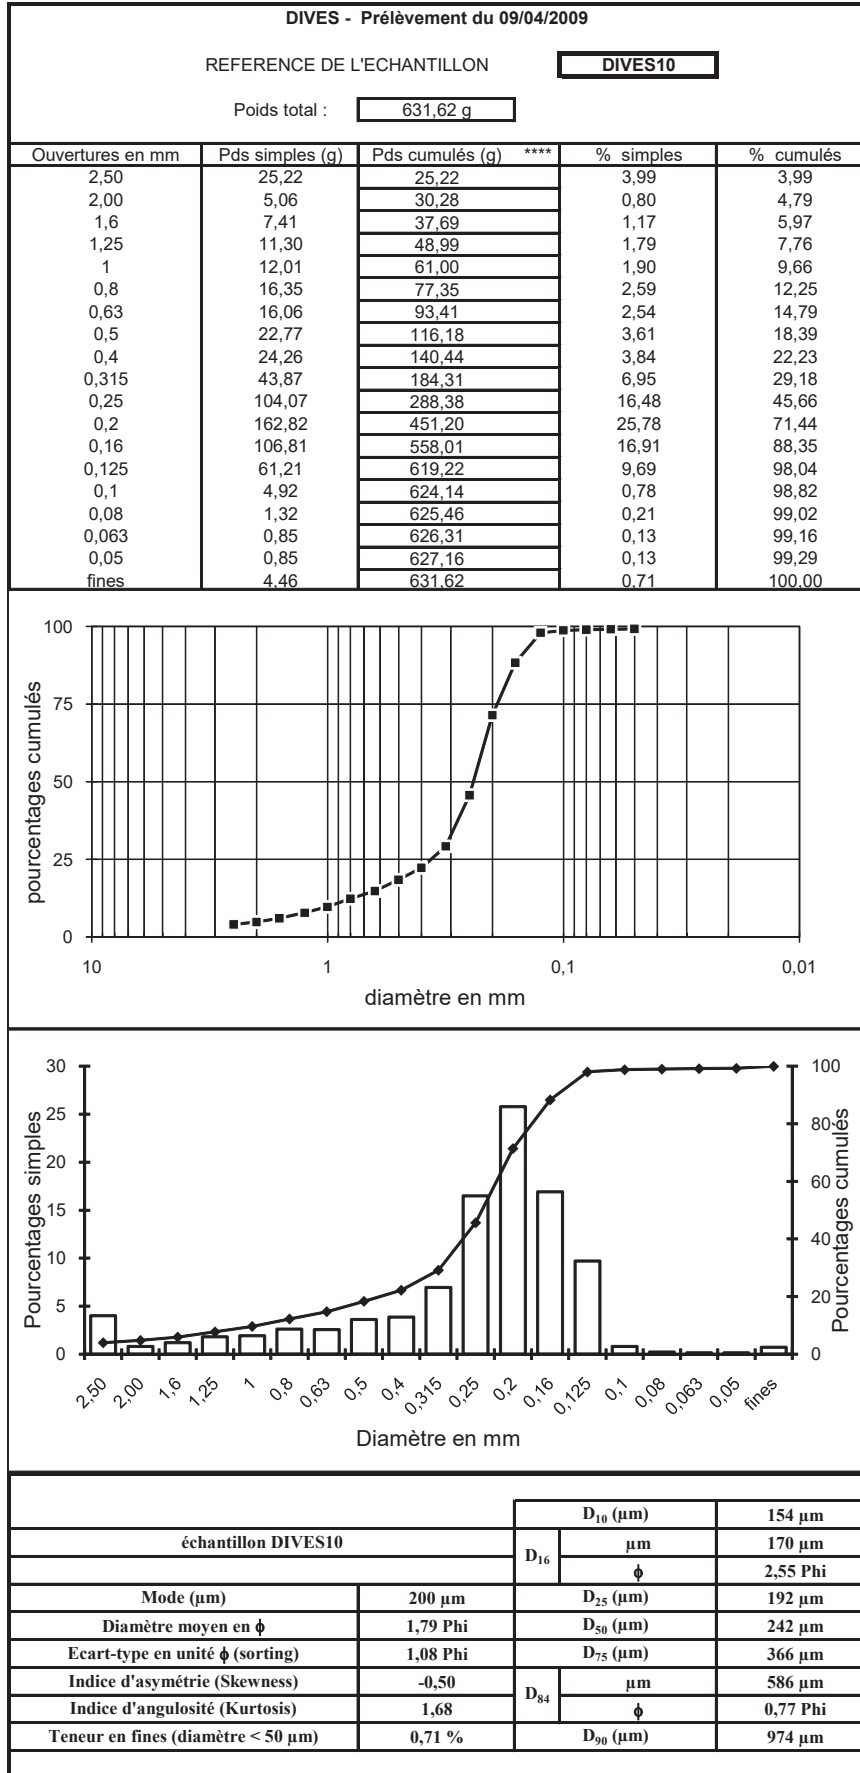 DIVES - Prélèvement du 09/04/2009
REFERENCE DE L'ECHANTILLON DIVES10
Poids total : 631,62 g
Ouvertures en mm Pds simples (g) Pds cumulés (g) **** % simples % cumulés
2,50 25,22 25,22 3,99 3,99
2,00 5,06 30,28 0,80 4,79
1,6 7,41 37,69 1,17 5,97
1,25 11,30 48,99 1,79 7,76
1 12,01 61,00 1,90 9,66
0,8 16,35 77,35 2,59 12,25
0,63 16,06 93,41 2,54 14,79
0,5 22,77 116,18 3,61 18,39
0,4 24,26 140,44 3,84 22,23
0,315 43,87 184,31 6,95 29,18
0,25 104,07 288,38 16,48 45,66
0,2 162,82 451,20 25,78 71,44
0,16 106,81 558,01 16,91 88,35
0,125 61,21 619,22 9,69 98,04
0,1 4,92 624,14 0,78 98,82
0,08 1,32 625,46 0,21 99,02
0,063 0,85 626,31 0,13 99,16
0,05 0,85 627,16 0,13 99,29
fines 4,46 631,62 0,71 100,00
pourcentages cumulés
100
75
50
25
0
10 1 0,1 0,01
diamètre en mm
Pourcentages simples
30
25
20
15
10
5
0
100
80
60
40
20
0
Pourcentages cumulés
2,50 2,00 1,6 1,25 1 0,8 0,63 0,5 0,4 0,315 0,25 0,2 0,16 0,125 0,1 0,08 0,063 0,05 fines
Diamètre en mm
D10 (µm) 154 µm
échantillon DIVES10 D16 µm 170 µm
ϕ 2,55 Phi
Mode (µm) 200 µm D25 (µm) 192 µm
Diamètre moyen en ϕ 1,79 Phi D50 (µm) 242 µm
Ecart-type en unité ϕ (sorting) 1,08 Phi D75 (µm) 366 µm
Indice d'asymétrie (Skewness) -0,50 D84 µm 586 µm
Indice d'angulosité (Kurtosis) 1,68 ϕ 0,77 Phi
Teneur en fines (diamètre < 50 µm) 0,71 % D90 (µm) 974 µm